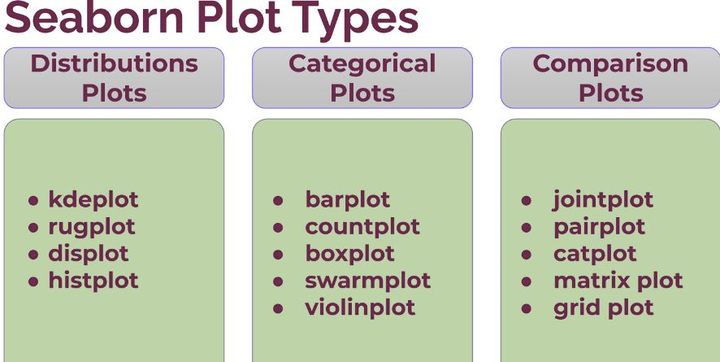 Seaborn Plot Types
Distributions
Plots
● kdeplot
● rugplot
● displot
● histplot
Categorical
Plots
● barplot
● countplot
● boxplot
● swarmplot
● violinplot
Comparison
Plots
● jointplot
● pairplot
● catplot
● matrix plot
● grid plot